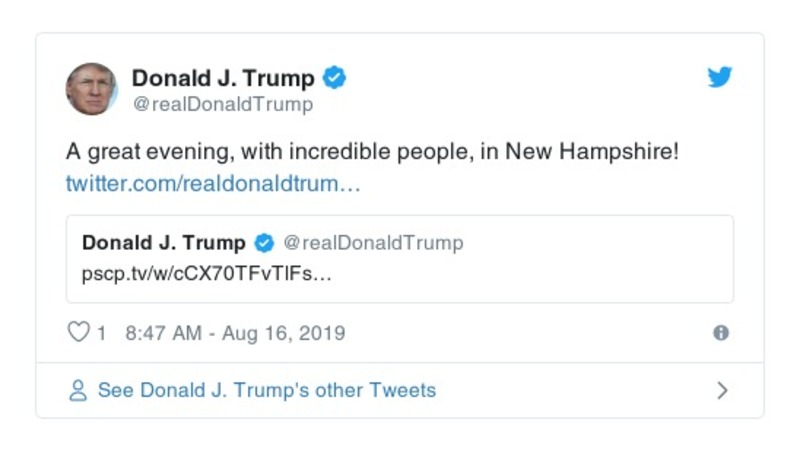 Donald J. Trump
@realDonaldTrump
A great evening, with incredible people, in New Hampshire!
twitter.com/realdonaldtrum…
Donald J. Trump @realDonaldTrump
pscp.tv/w/cCX70TFvTlFs…
1 8:47 AM - Aug 16, 2019
See Donald J. Trump's other Tweets